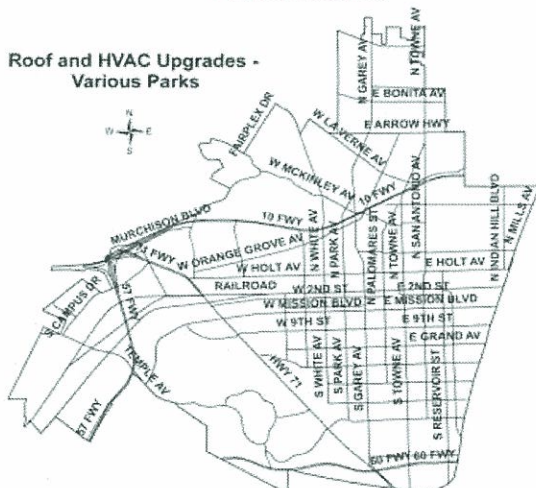 Roof and HVAC Upgrades -
Various Parks
N
W E
S
N GAREY AV
N TOWNE AV
E BONITA AV
E ARROW HWY
FAIRPLEX DR
W LA VERNE AV
W MCKINLEY AV
10 FWY
MURCHISON BLVD
10 FWY
71 FWY
W ORANGE GROVE AV
N WHITE AV
N PARK AV
N PALOMARES ST
N TOWNE AV
N SAN ANTONIO AV
N INDIAN HILL BLVD
N MILLS AV
W HOLT AV
E HOLT AV
RAILROAD
W 2ND ST
E 2ND ST
W MISSION BLVD
E MISSION BLVD
W 9TH ST
E 9TH ST
E GRAND AV
S CAMPUS DR
57 FWY
TEMPLE AV
57 FWY
HWY 71
S WHITE AV
S PARK AV
S GAREY AV
S TOWNE AV
S RESERVOIR ST
60 FWY 60 FWY